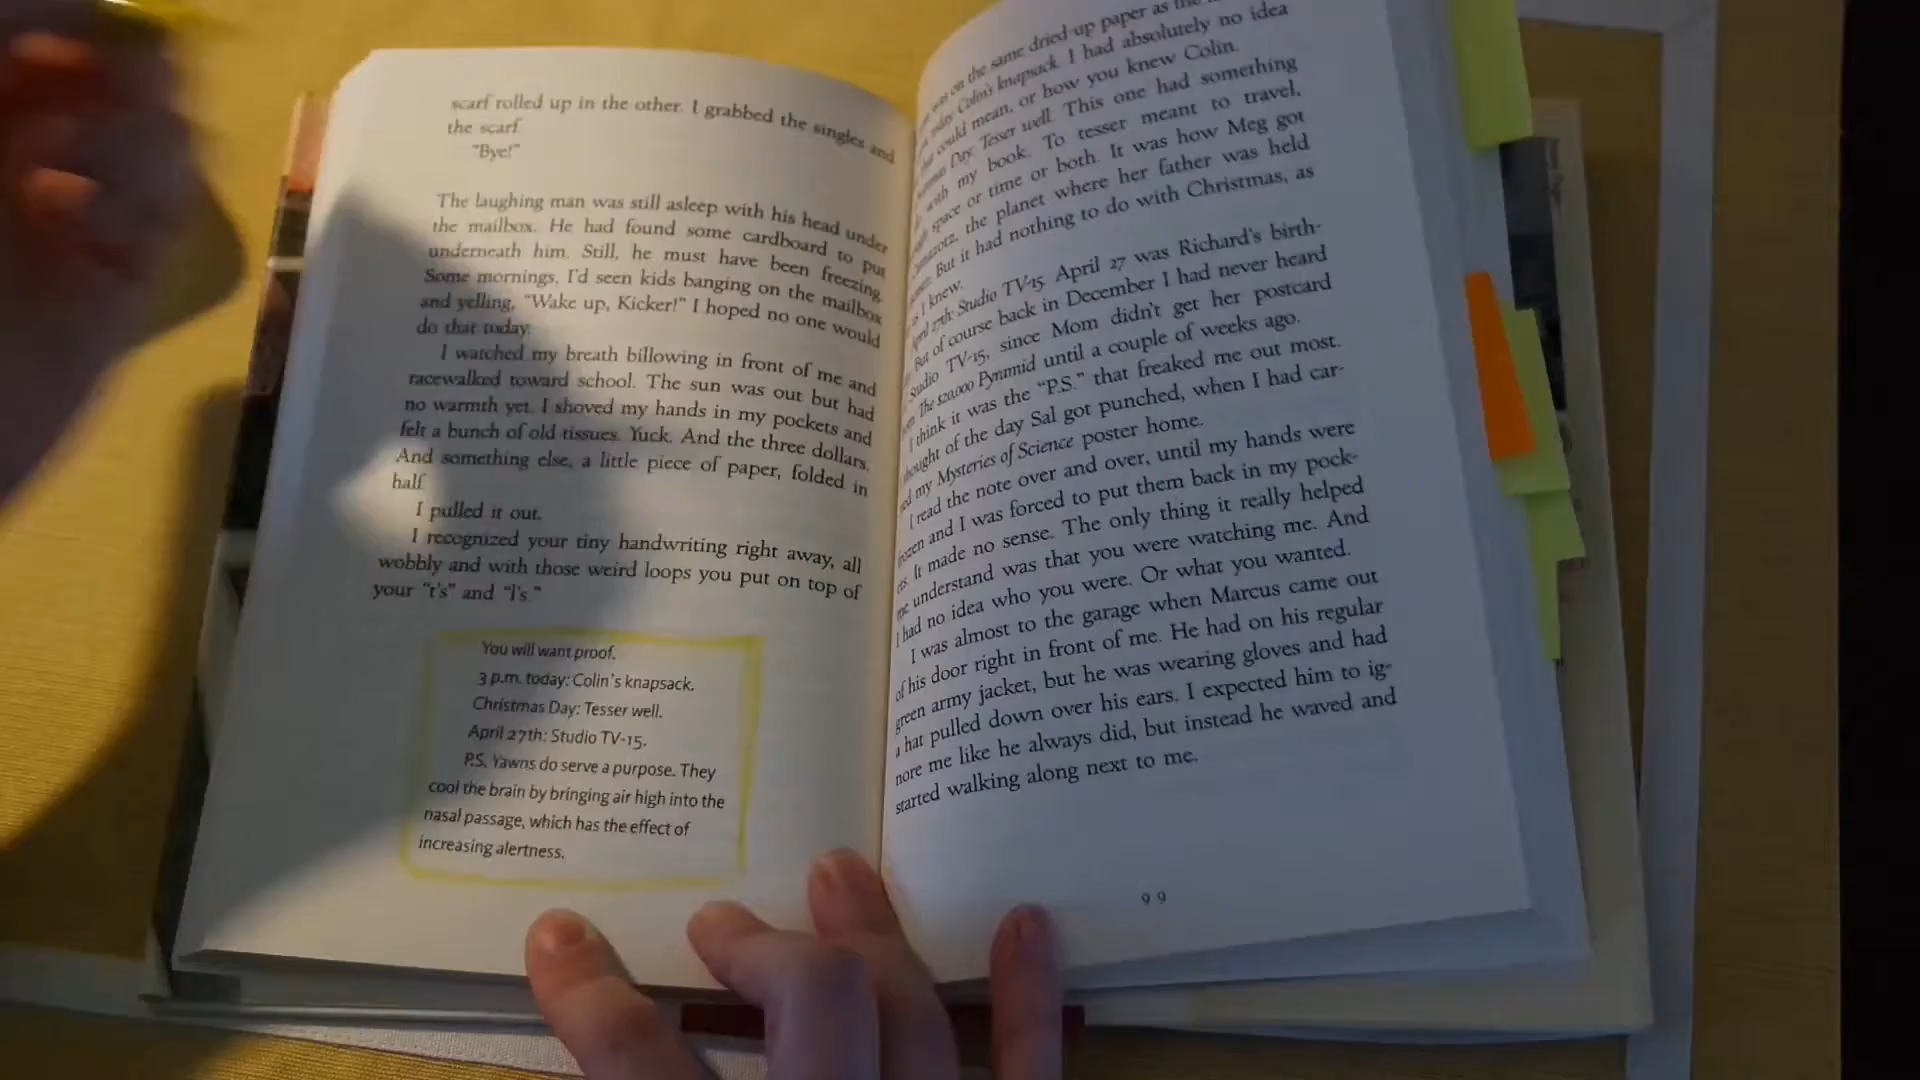 scarf rolled up in the other. I grabbed the singles and
the scarf.
"Bye!"
The laughing man was still asleep with his head under
the mailbox. He had found some cardboard to put
underneath him. Still, he must have been freezing.
Some mornings, I'd seen kids banging on the mailbox
and yelling, "Wake up, Kicker!" I hoped no one would
do that today.
I watched my breath billowing in front of me and
racewalked toward school. The sun was out but had
no warmth yet. I shoved my hands in my pockets and
felt a bunch of old tissues. Yuck. And the three dollars.
And something else, a little piece of paper, folded in
half.
I pulled it out.
I recognized your tiny handwriting right away, all
wobbly and with those weird loops you put on top of
your "t's" and "l's."
You will want proof.
3 p.m. today: Colin's knapsack.
Christmas Day: Tesser well.
April 27th: Studio TV-15.
P.S. Yawns do serve a purpose. They
cool the brain by bringing air high into the
nasal passage, which has the effect of
increasing alertness.
was on the same dried-up paper as the
today: Colin's knapsack. I had absolutely no idea
could mean, or how you knew Colin.
Day: Tesser well. This one had something
with my book. To tesser meant to travel,
space or time or both. It was how Meg got
Camazotz, the planet where her father was held
But it had nothing to do with Christmas, as
as I knew.
April 27th: Studio TV-15. April 27 was Richard's birth-
But of course back in December I had never heard
Studio TV-15, since Mom didn't get her postcard
The $20,000 Pyramid until a couple of weeks ago.
I think it was the "P.S." that freaked me out most.
thought of the day Sal got punched, when I had car-
my Mysteries of Science poster home.
I read the note over and over, until my hands were
frozen and I was forced to put them back in my pock-
ets. It made no sense. The only thing it really helped
me understand was that you were watching me. And
I had no idea who you were. Or what you wanted.
I was almost to the garage when Marcus came out
of his door right in front of me. He had on his regular
green army jacket, but he was wearing gloves and had
a hat pulled down over his ears. I expected him to ig-
nore me like he always did, but instead he waved and
started walking along next to me.
99